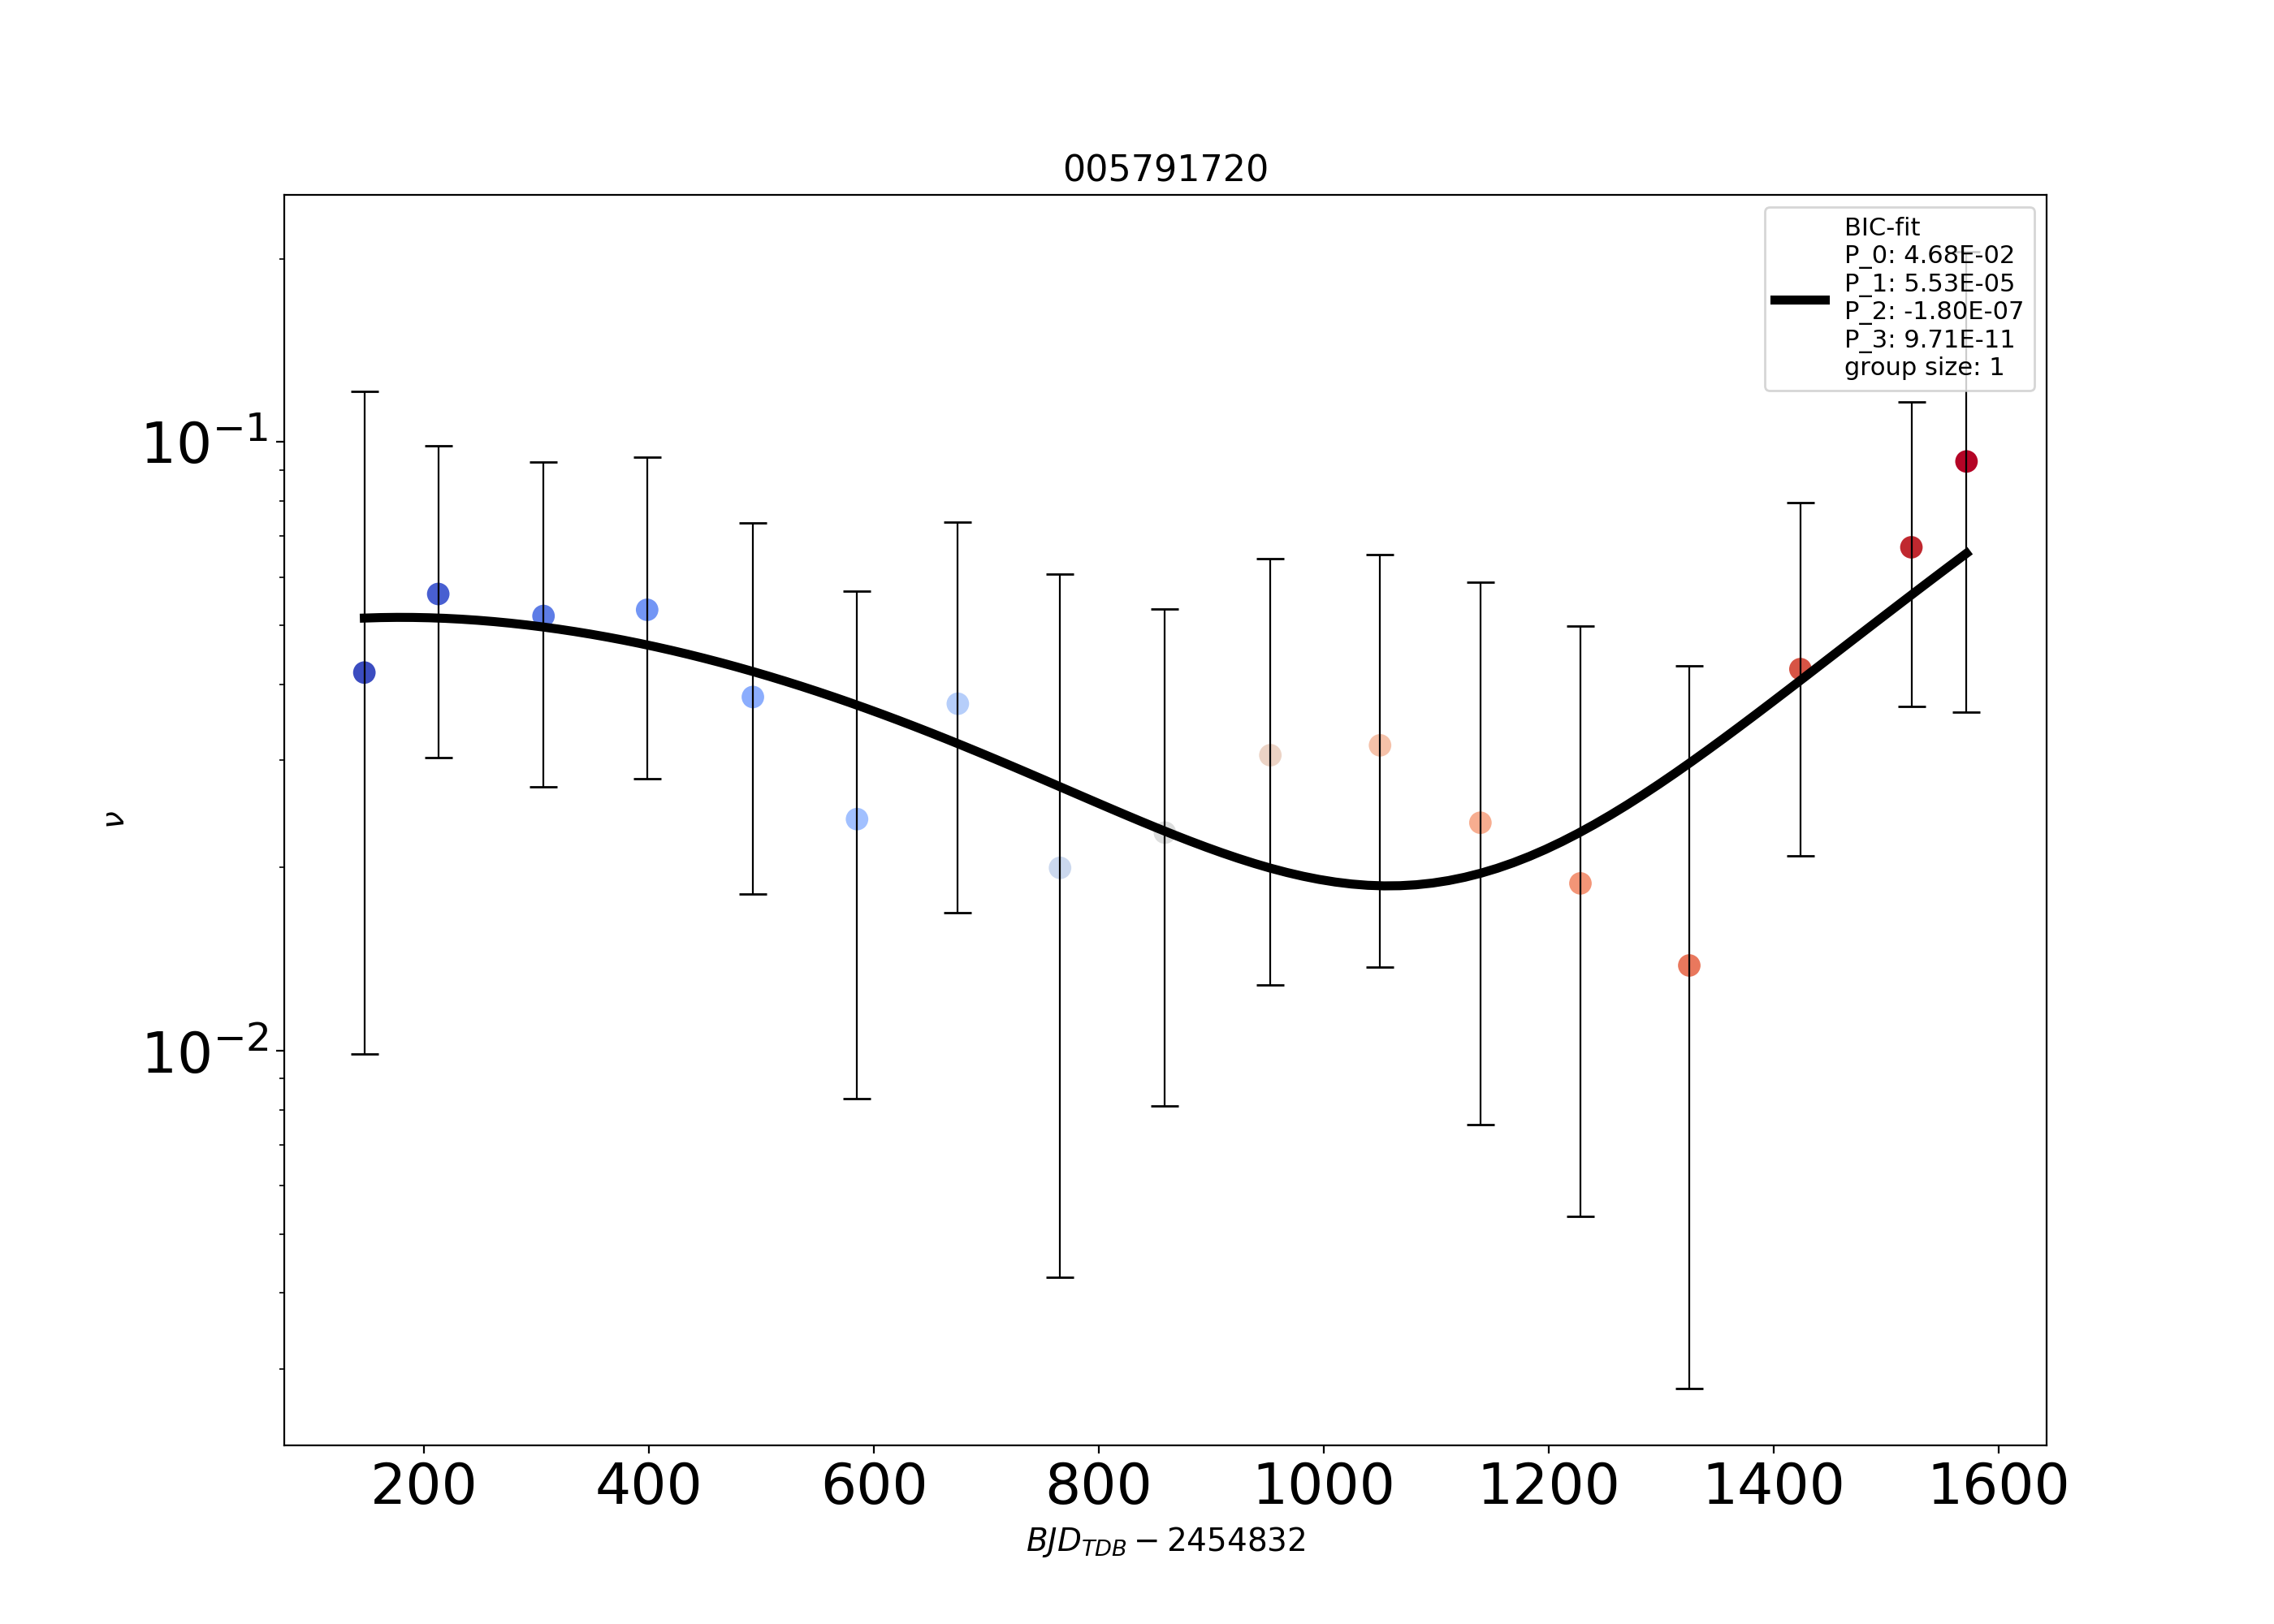 005791720
BIC-fit
P_0: 4.68E-02
P_1: 5.53E-05
P_2: -1.80E-07
P_3: 9.71E-11
group size: 1
10⁻¹
10⁻²
ν
200 400 600 800 1000 1200 1400 1600
BJD_TDB − 2454832